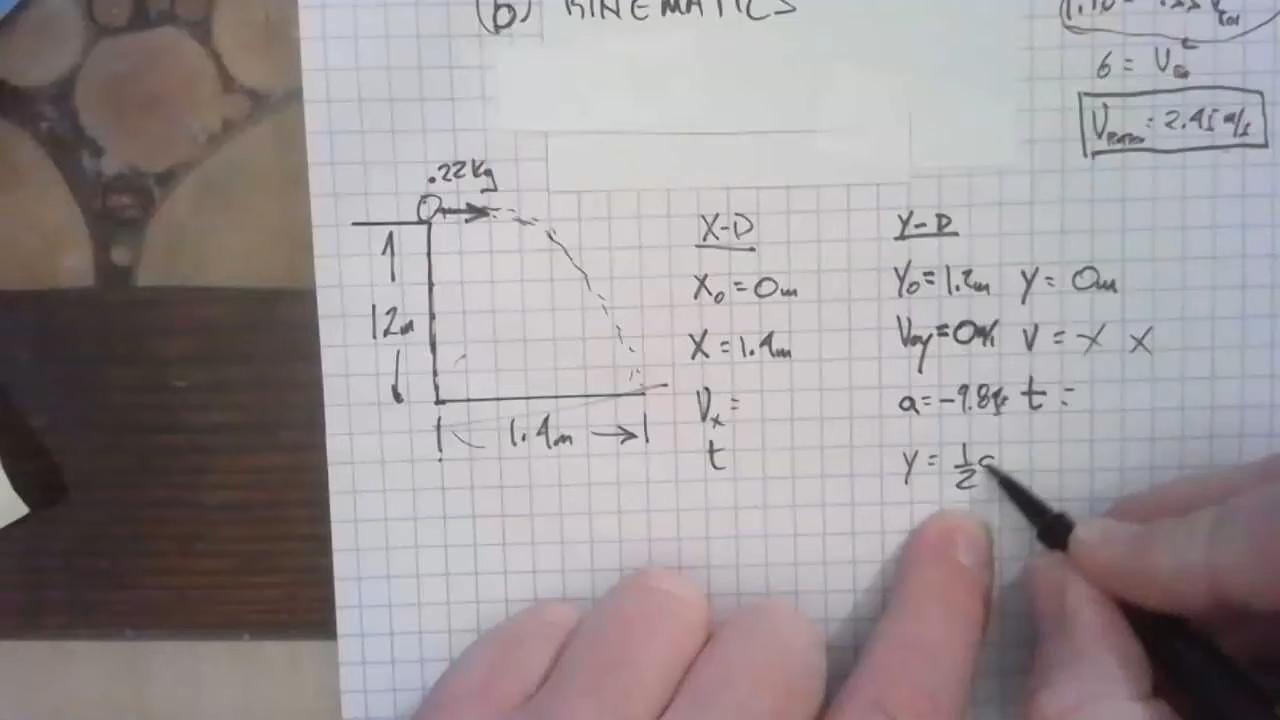 (b) KINEMATICS
6 = V
= 2.45 m/s
.22 Kg
12m
1.4m
X-D
X₀ = 0m
X = 1.4m
Vₓ =
t
Y-D
Y₀ = 1.2m Y = 0m
V₀y = 0 V = X X
a = -9.8 t =
Y = 1/2 a